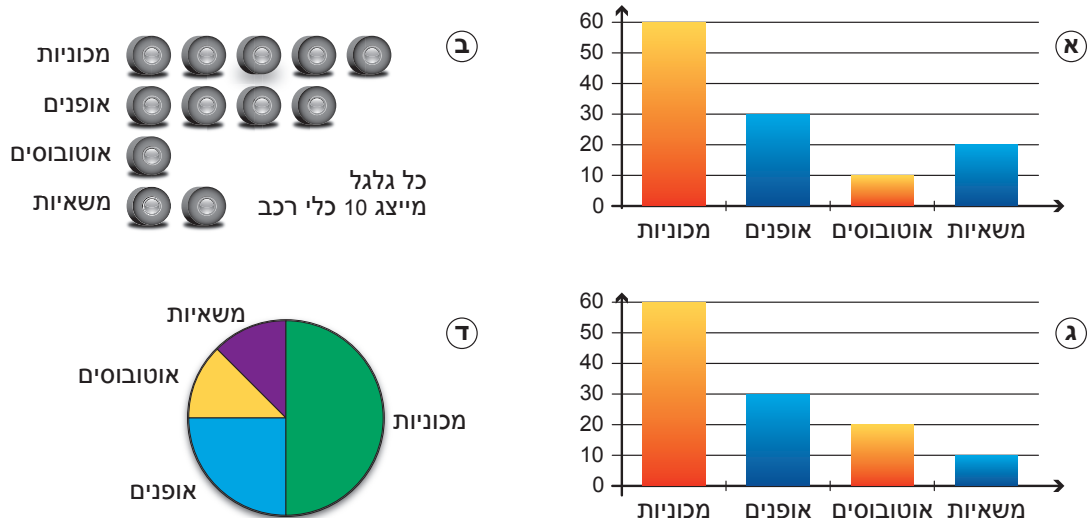 א
60
50
40
30
20
10
0
מכוניות
אופנים
אוטובוסים
משאיות
ב
מכוניות
אופנים
אוטובוסים
משאיות
כל גלגל
מייצג 10 כלי רכב
ג
60
50
40
30
20
10
0
מכוניות
אופנים
אוטובוסים
משאיות
ד
משאיות
אוטובוסים
מכוניות
אופנים